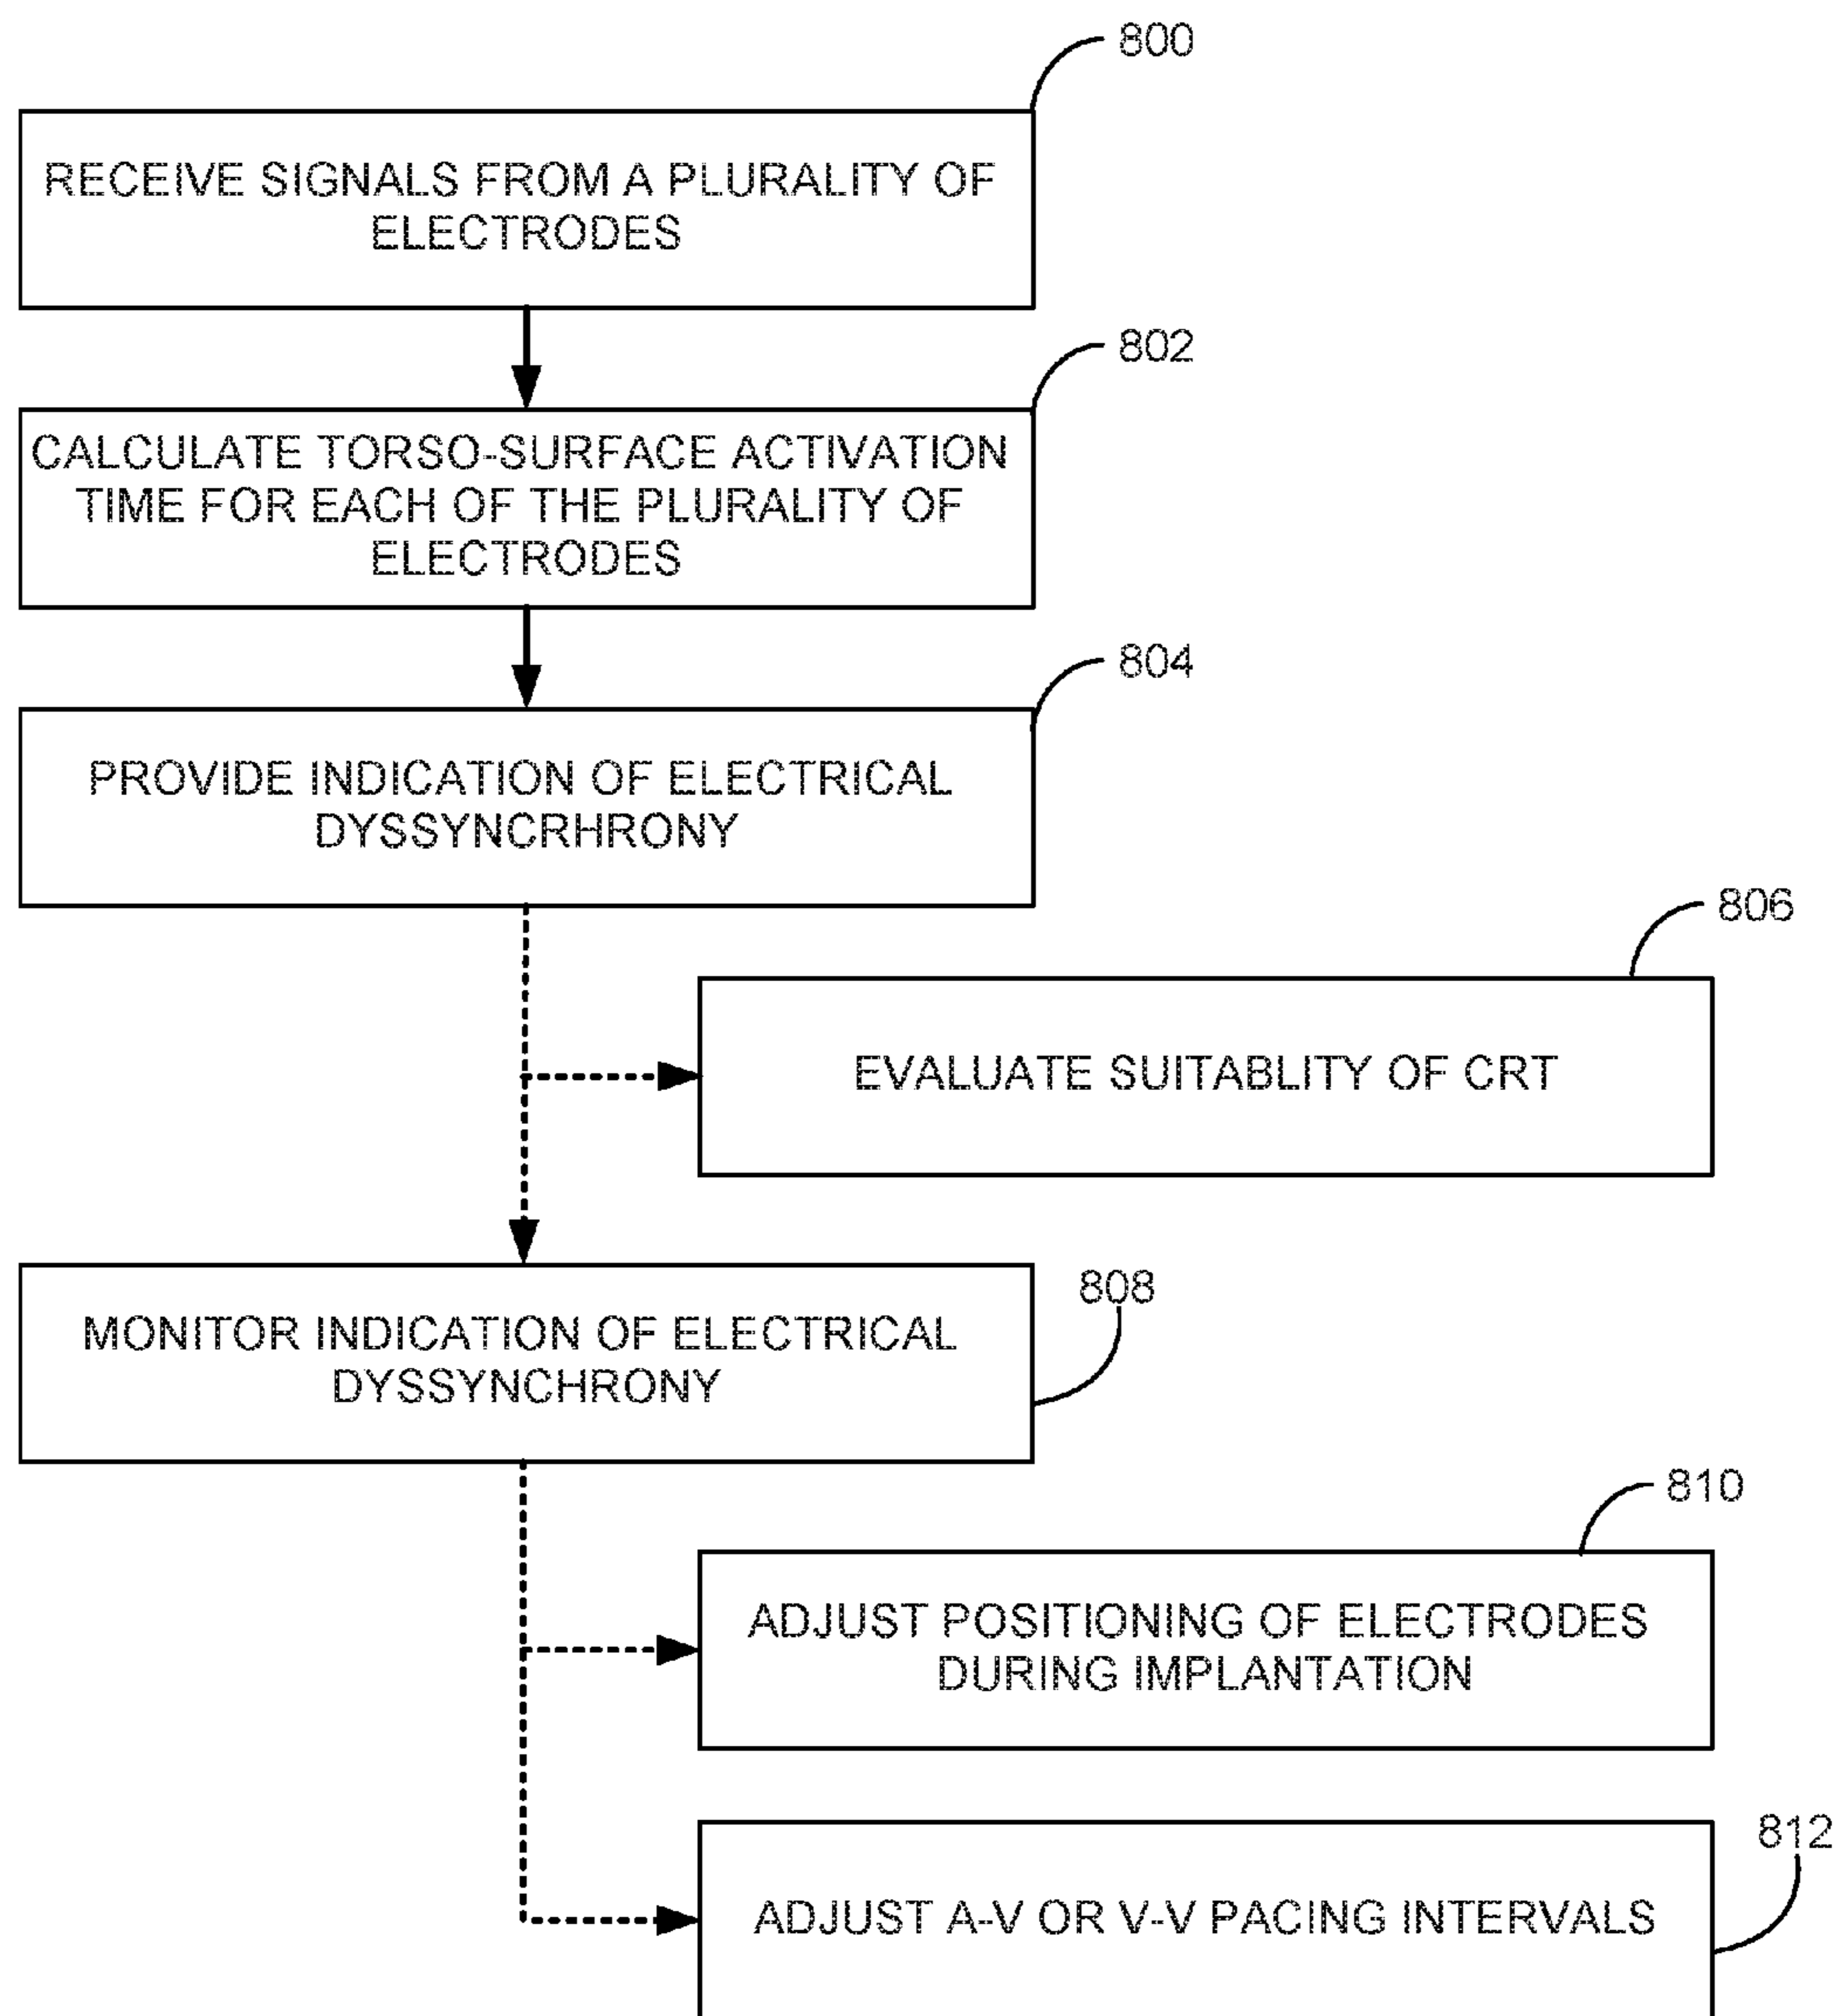 800
RECEIVE SIGNALS FROM A PLURALITY OF
ELECTRODES
802
CALCULATE TORSO-SURFACE ACTIVATION
TIME FOR EACH OF THE PLURALITY OF
ELECTRODES
804
PROVIDE INDICATION OF ELECTRICAL
DYSSYNCRHRONY
806
EVALUATE SUITABLITY OF CRT
808
MONITOR INDICATION OF ELECTRICAL
DYSSYNCHRONY
810
ADJUST POSITIONING OF ELECTRODES
DURING IMPLANTATION
812
ADJUST A-V OR V-V PACING INTERVALS